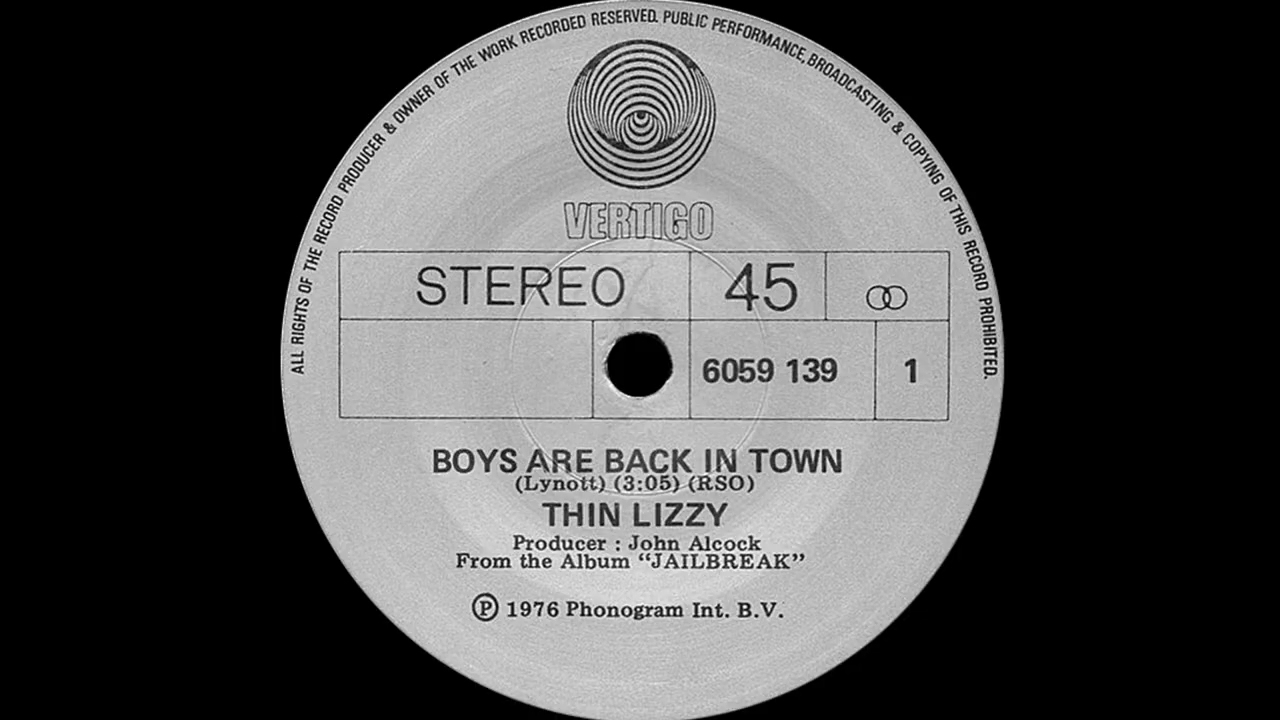 ALL RIGHTS OF THE RECORD PRODUCER & OWNER OF THE WORK RECORDED RESERVED. PUBLIC PERFORMANCE, BROADCASTING & COPYING OF THIS RECORD PROHIBITED.
VERTIGO
STEREO 45
6059 139 1
BOYS ARE BACK IN TOWN
(Lynott) (3:05) (RSO)
THIN LIZZY
Producer : John Alcock
From the Album “JAILBREAK”
Ⓟ 1976 Phonogram Int. B.V.